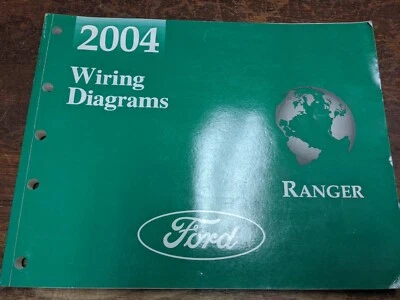 2004
Wiring
Diagrams
RANGER
Ford